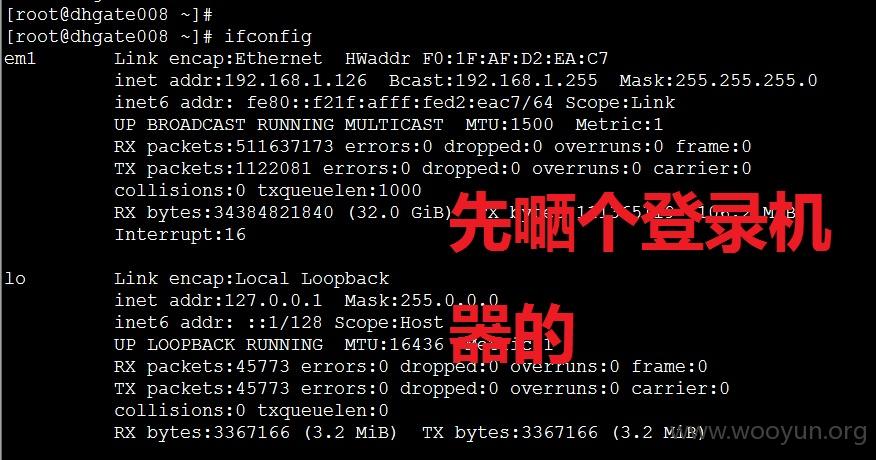 [root@dhgate008 ~]#
[root@dhgate008 ~]# ifconfig
em1 Link encap:Ethernet HWaddr F0:1F:AF:D2:EA:C7
inet addr:192.168.1.126 Bcast:192.168.1.255 Mask:255.255.255.0
inet6 addr: fe80::f21f:afff:fed2:eac7/64 Scope:Link
UP BROADCAST RUNNING MULTICAST MTU:1500 Metric:1
RX packets:511637173 errors:0 dropped:0 overruns:0 frame:0
TX packets:1122081 errors:0 dropped:0 overruns:0 carrier:0
collisions:0 txqueuelen:1000
RX bytes:34384821840 (32.0 GiB) TX
Interrupt:16
先嗮个登录机
器的
lo Link encap:Local Loopback
inet addr:127.0.0.1 Mask:255.0.0.0
inet6 addr: ::1/128 Scope:Host
UP LOOPBACK RUNNING MTU:16436
RX packets:45773 errors:0 dropped:0 overruns:0 frame:0
TX packets:45773 errors:0 dropped:0 overruns:0 carrier:0
collisions:0 txqueuelen:0
RX bytes:3367166 (3.2 MiB) TX bytes:3367166 (3.2 MiB)
www.wooyun.org